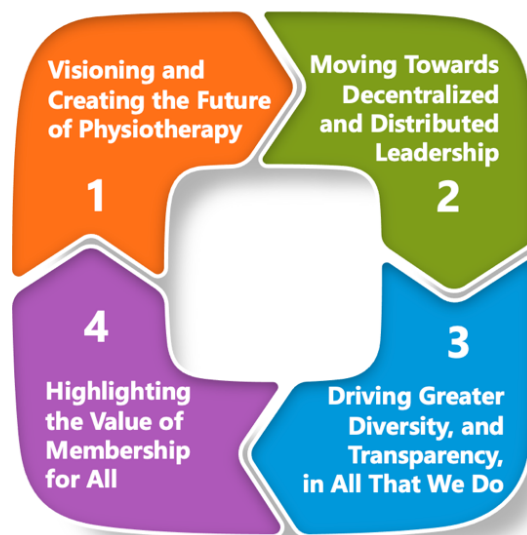 Visioning and
Creating the Future
of Physiotherapy
1
Moving Towards
Decentralized
and Distributed
Leadership
2
3
Driving Greater
Diversity, and
Transparency,
in All That We Do
4
Highlighting
the Value of
Membership
for All